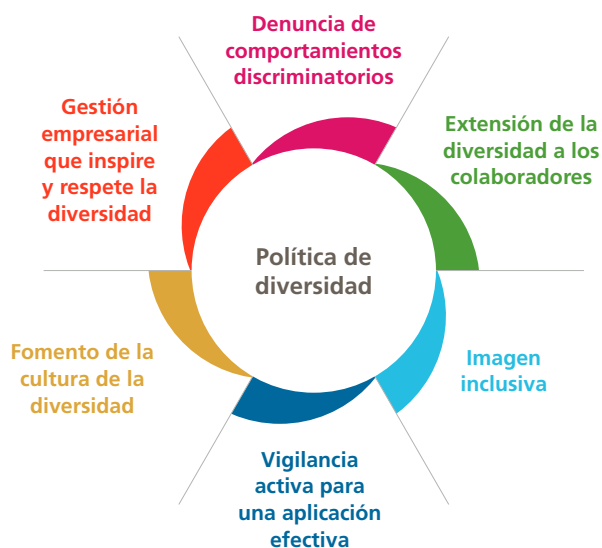 Denuncia de
comportamientos
discriminatorios
Gestión
empresarial
que inspire
y respete la
diversidad
Extensión de la
diversidad a los
colaboradores
Política de
diversidad
Fomento de la
cultura de la
diversidad
Imagen
inclusiva
Vigilancia
activa para
una aplicación
efectiva